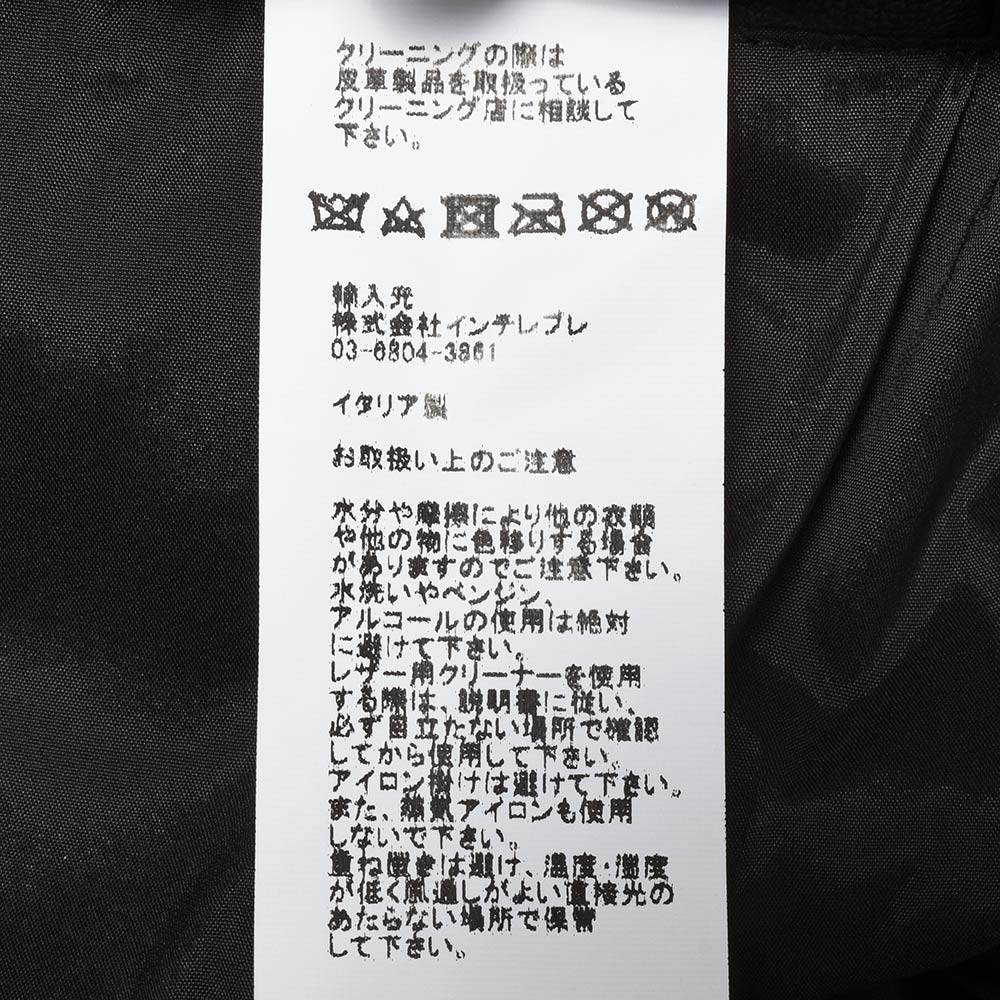 クリーニングの際は
皮革製品を取扱っている
クリーニング店に相談して
下さい。
輸入元
株式会社インテレプレ
03-6804-3861
イタリア製
お取扱い上のご注意
水分や摩擦により他の衣類
や他の物に色移りする場合
がありますのでご注意下さい。
水洗いやベンジン、
アルコールの使用は絶対
に避けて下さい。
レザー用クリーナーを使用
する際は、説明書に従い、
必ず目立たない場所で確認
してから使用して下さい。
アイロン掛けは避けて下さい。
また、蒸気アイロンも使用
しないで下さい。
重ね置きは避け、温度・湿度
が低く風通しがよい直接光の
あたらない場所で保管
して下さい。